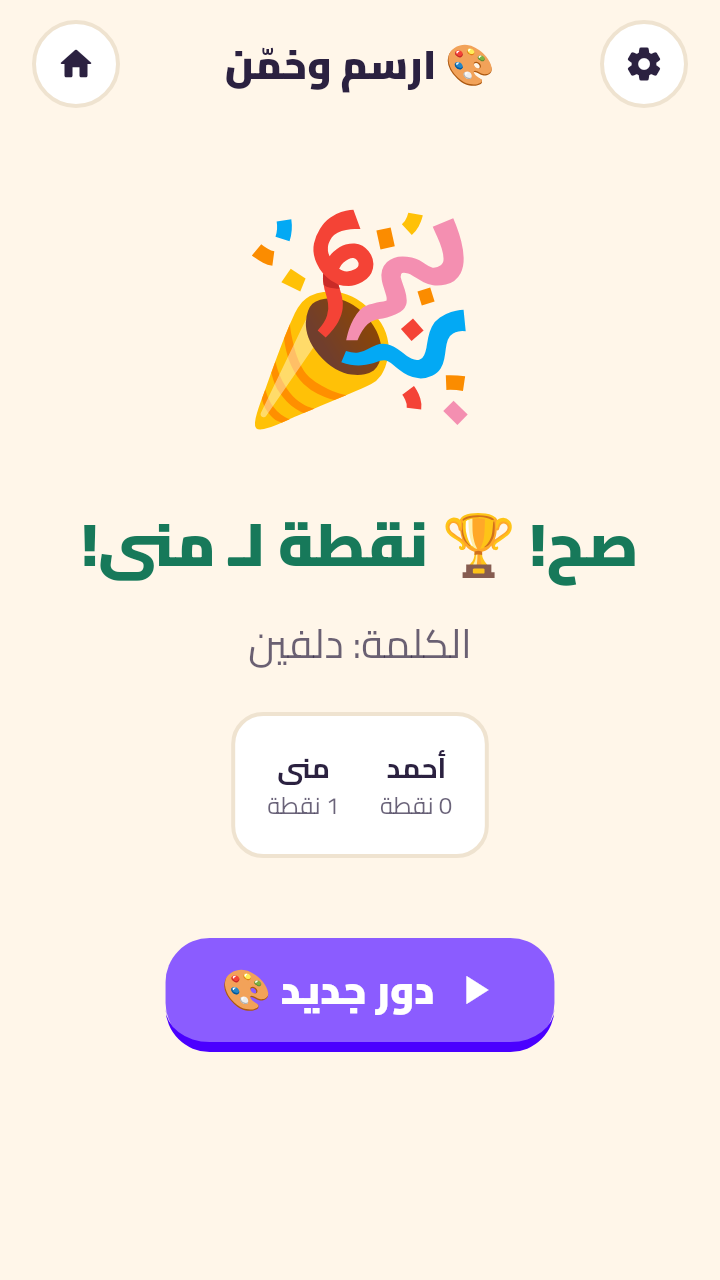 🎨 ارسم وخمّن
صح! 🏆 نقطة لـ منى!
الكلمة: دلفين
أحمد
0 نقطة
منى
1 نقطة
دور جديد 🎨